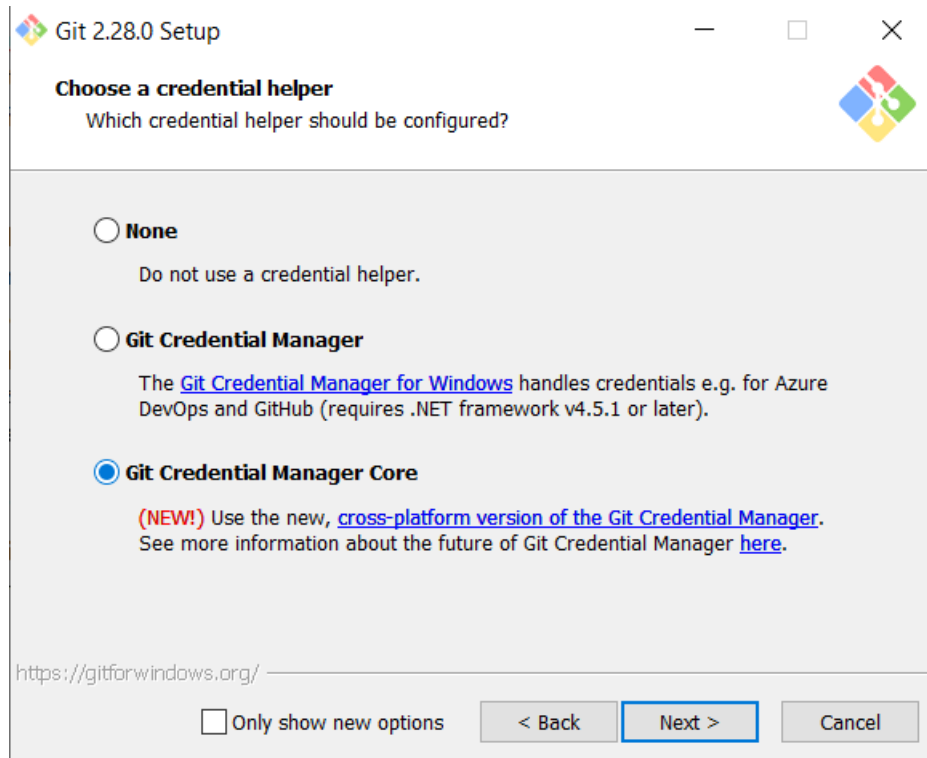 Git 2.28.0 Setup
Choose a credential helper
Which credential helper should be configured?
None
Do not use a credential helper.
Git Credential Manager
The Git Credential Manager for Windows handles credentials e.g. for Azure
DevOps and GitHub (requires .NET framework v4.5.1 or later).
Git Credential Manager Core
(NEW!) Use the new, cross-platform version of the Git Credential Manager.
See more information about the future of Git Credential Manager here.
https://gitforwindows.org/
Only show new options
< Back
Next >
Cancel